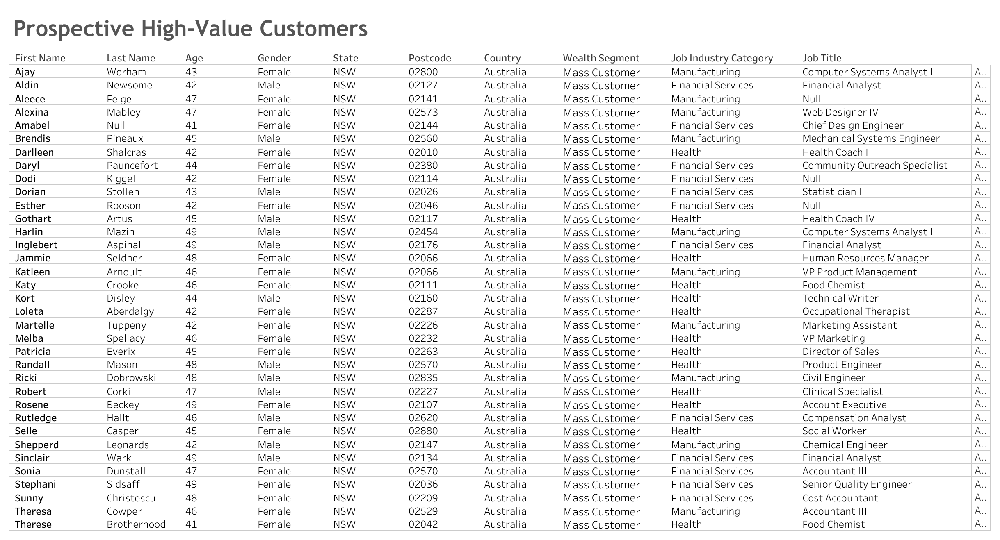 Prospective High-Value Customers
First Name Last Name Age Gender State Postcode Country Wealth Segment Job Industry Category Job Title
Ajay Worham 43 Female NSW 02800 Australia Mass Customer Manufacturing Computer Systems Analyst I A..
Aldin Newsome 42 Male NSW 02127 Australia Mass Customer Financial Services Financial Analyst A..
Aleece Feige 47 Female NSW 02141 Australia Mass Customer Manufacturing Null A..
Alexina Mabley 47 Female NSW 02573 Australia Mass Customer Manufacturing Web Designer IV A..
Amabel Null 41 Female NSW 02144 Australia Mass Customer Financial Services Chief Design Engineer A..
Brendis Pineaux 45 Male NSW 02560 Australia Mass Customer Manufacturing Mechanical Systems Engineer A..
Darlleen Shalcras 42 Female NSW 02010 Australia Mass Customer Health Health Coach I A..
Daryl Pauncefort 44 Female NSW 02380 Australia Mass Customer Financial Services Community Outreach Specialist A..
Dodi Kiggel 42 Female NSW 02114 Australia Mass Customer Financial Services Null A..
Dorian Stollen 43 Male NSW 02026 Australia Mass Customer Financial Services Statistician I A..
Esther Rooson 42 Female NSW 02046 Australia Mass Customer Financial Services Null A..
Gothart Artus 45 Male NSW 02117 Australia Mass Customer Health Health Coach IV A..
Harlin Mazin 49 Male NSW 02454 Australia Mass Customer Manufacturing Computer Systems Analyst I A..
Inglebert Aspinal 49 Male NSW 02176 Australia Mass Customer Financial Services Financial Analyst A..
Jammie Seldner 48 Female NSW 02066 Australia Mass Customer Health Human Resources Manager A..
Katleen Arnoult 46 Female NSW 02066 Australia Mass Customer Manufacturing VP Product Management A..
Katy Crooke 46 Female NSW 02111 Australia Mass Customer Health Food Chemist A..
Kort Disley 44 Male NSW 02160 Australia Mass Customer Health Technical Writer A..
Loleta Aberdalgy 42 Female NSW 02287 Australia Mass Customer Health Occupational Therapist A..
Martelle Tuppeny 42 Female NSW 02226 Australia Mass Customer Manufacturing Marketing Assistant A..
Melba Spellacy 46 Female NSW 02232 Australia Mass Customer Health VP Marketing A..
Patricia Everix 45 Female NSW 02263 Australia Mass Customer Health Director of Sales A..
Randall Mason 48 Male NSW 02570 Australia Mass Customer Health Product Engineer A..
Ricki Dobrowski 48 Male NSW 02835 Australia Mass Customer Manufacturing Civil Engineer A..
Robert Corkill 47 Male NSW 02227 Australia Mass Customer Health Clinical Specialist A..
Rosene Beckey 49 Female NSW 02107 Australia Mass Customer Health Account Executive A..
Rutledge Hallt 46 Male NSW 02620 Australia Mass Customer Financial Services Compensation Analyst A..
Selle Casper 45 Female NSW 02880 Australia Mass Customer Health Social Worker A..
Shepperd Leonards 42 Male NSW 02147 Australia Mass Customer Manufacturing Chemical Engineer A..
Sinclair Wark 49 Male NSW 02134 Australia Mass Customer Financial Services Financial Analyst A..
Sonia Dunstall 47 Female NSW 02570 Australia Mass Customer Financial Services Accountant III A..
Stephani Sidsaff 49 Female NSW 02036 Australia Mass Customer Financial Services Senior Quality Engineer A..
Sunny Christescu 48 Female NSW 02209 Australia Mass Customer Financial Services Cost Accountant A..
Theresa Cowper 46 Female NSW 02529 Australia Mass Customer Manufacturing Accountant III A..
Therese Brotherhood 41 Female NSW 02042 Australia Mass Customer Health Food Chemist A..